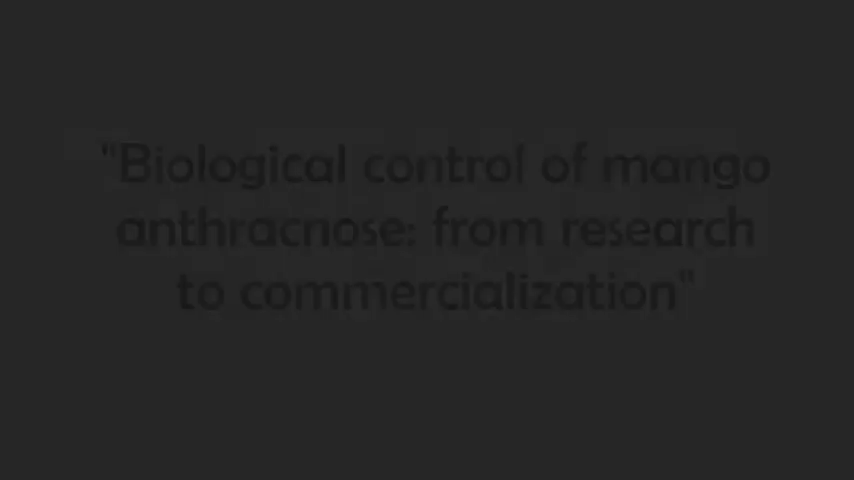 "Biological control of mango
anthracnose: from research
to commercialization"